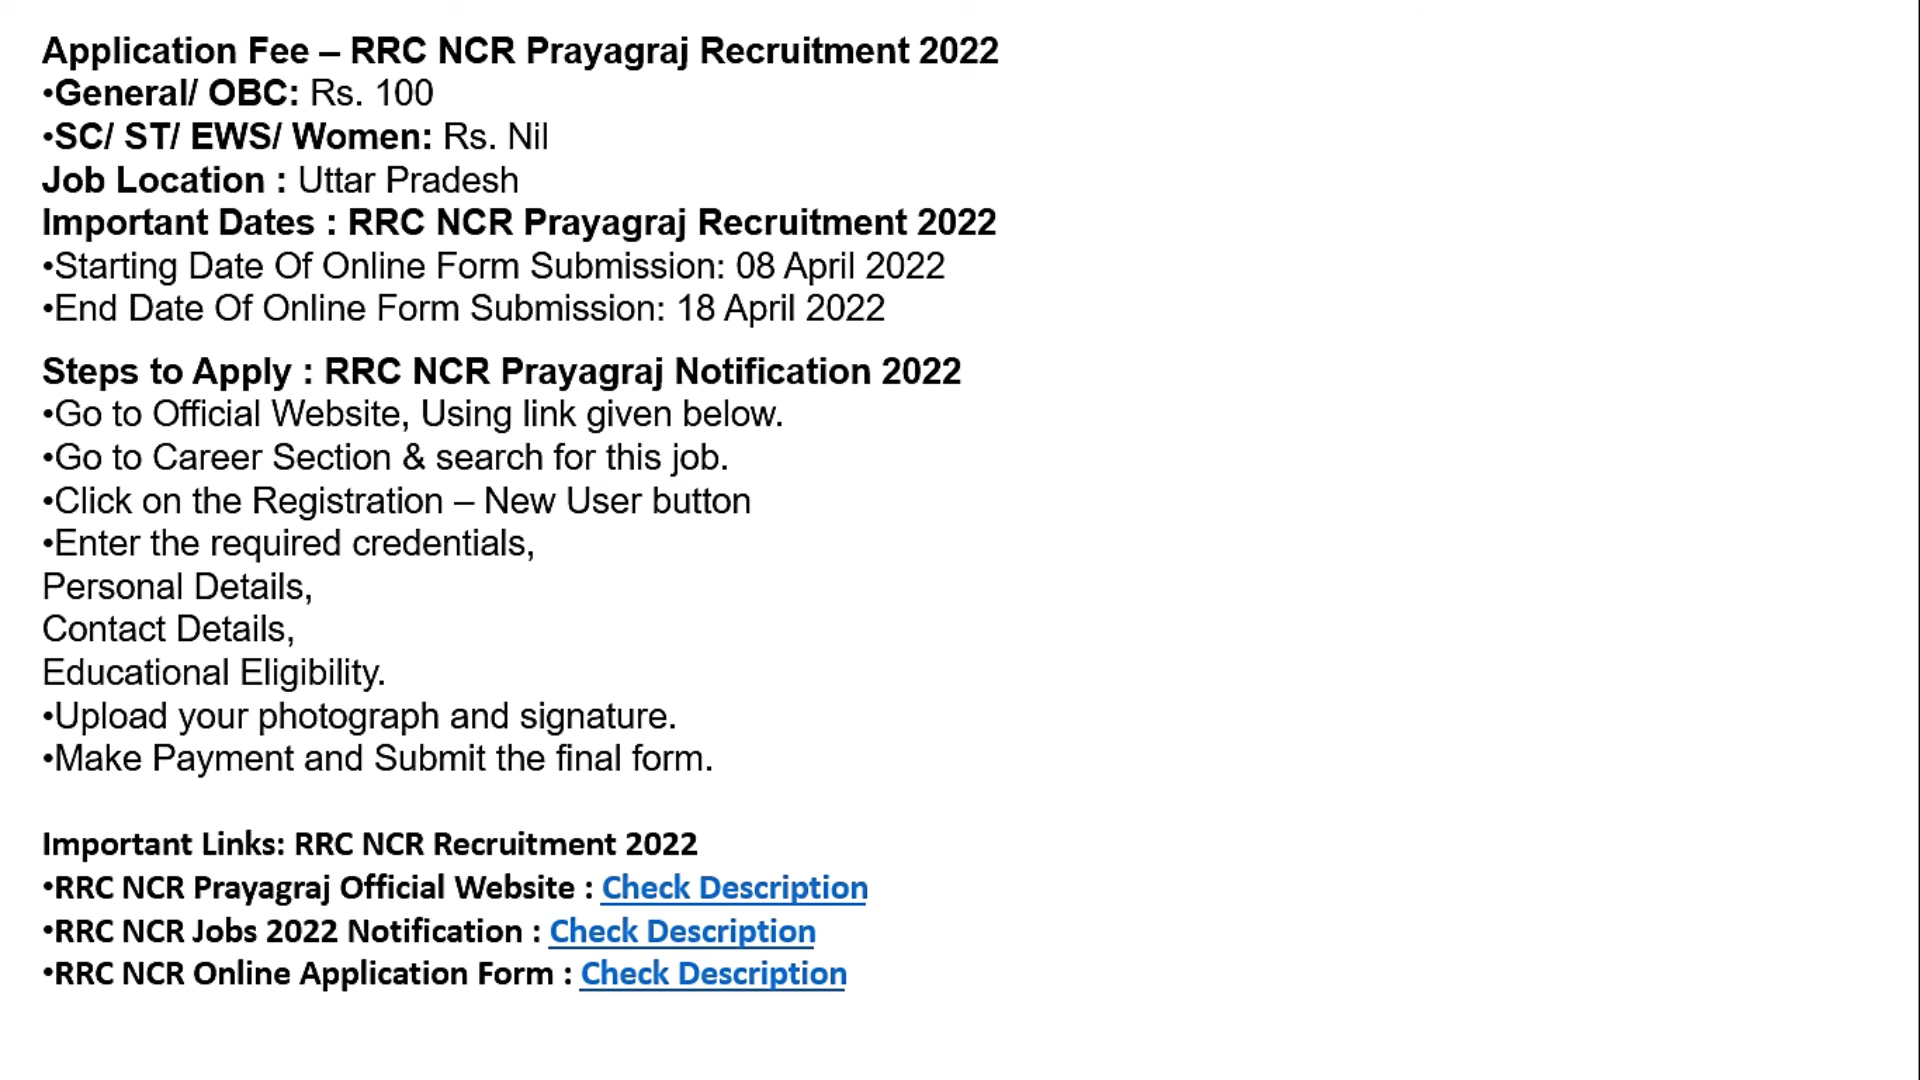 Application Fee – RRC NCR Prayagraj Recruitment 2022
•General/ OBC: Rs. 100
•SC/ ST/ EWS/ Women: Rs. Nil
Job Location : Uttar Pradesh
Important Dates : RRC NCR Prayagraj Recruitment 2022
•Starting Date Of Online Form Submission: 08 April 2022
•End Date Of Online Form Submission: 18 April 2022
Steps to Apply : RRC NCR Prayagraj Notification 2022
•Go to Official Website, Using link given below.
•Go to Career Section & search for this job.
•Click on the Registration – New User button
•Enter the required credentials,
Personal Details,
Contact Details,
Educational Eligibility.
•Upload your photograph and signature.
•Make Payment and Submit the final form.
Important Links: RRC NCR Recruitment 2022
•RRC NCR Prayagraj Official Website : Check Description
•RRC NCR Jobs 2022 Notification : Check Description
•RRC NCR Online Application Form : Check Description